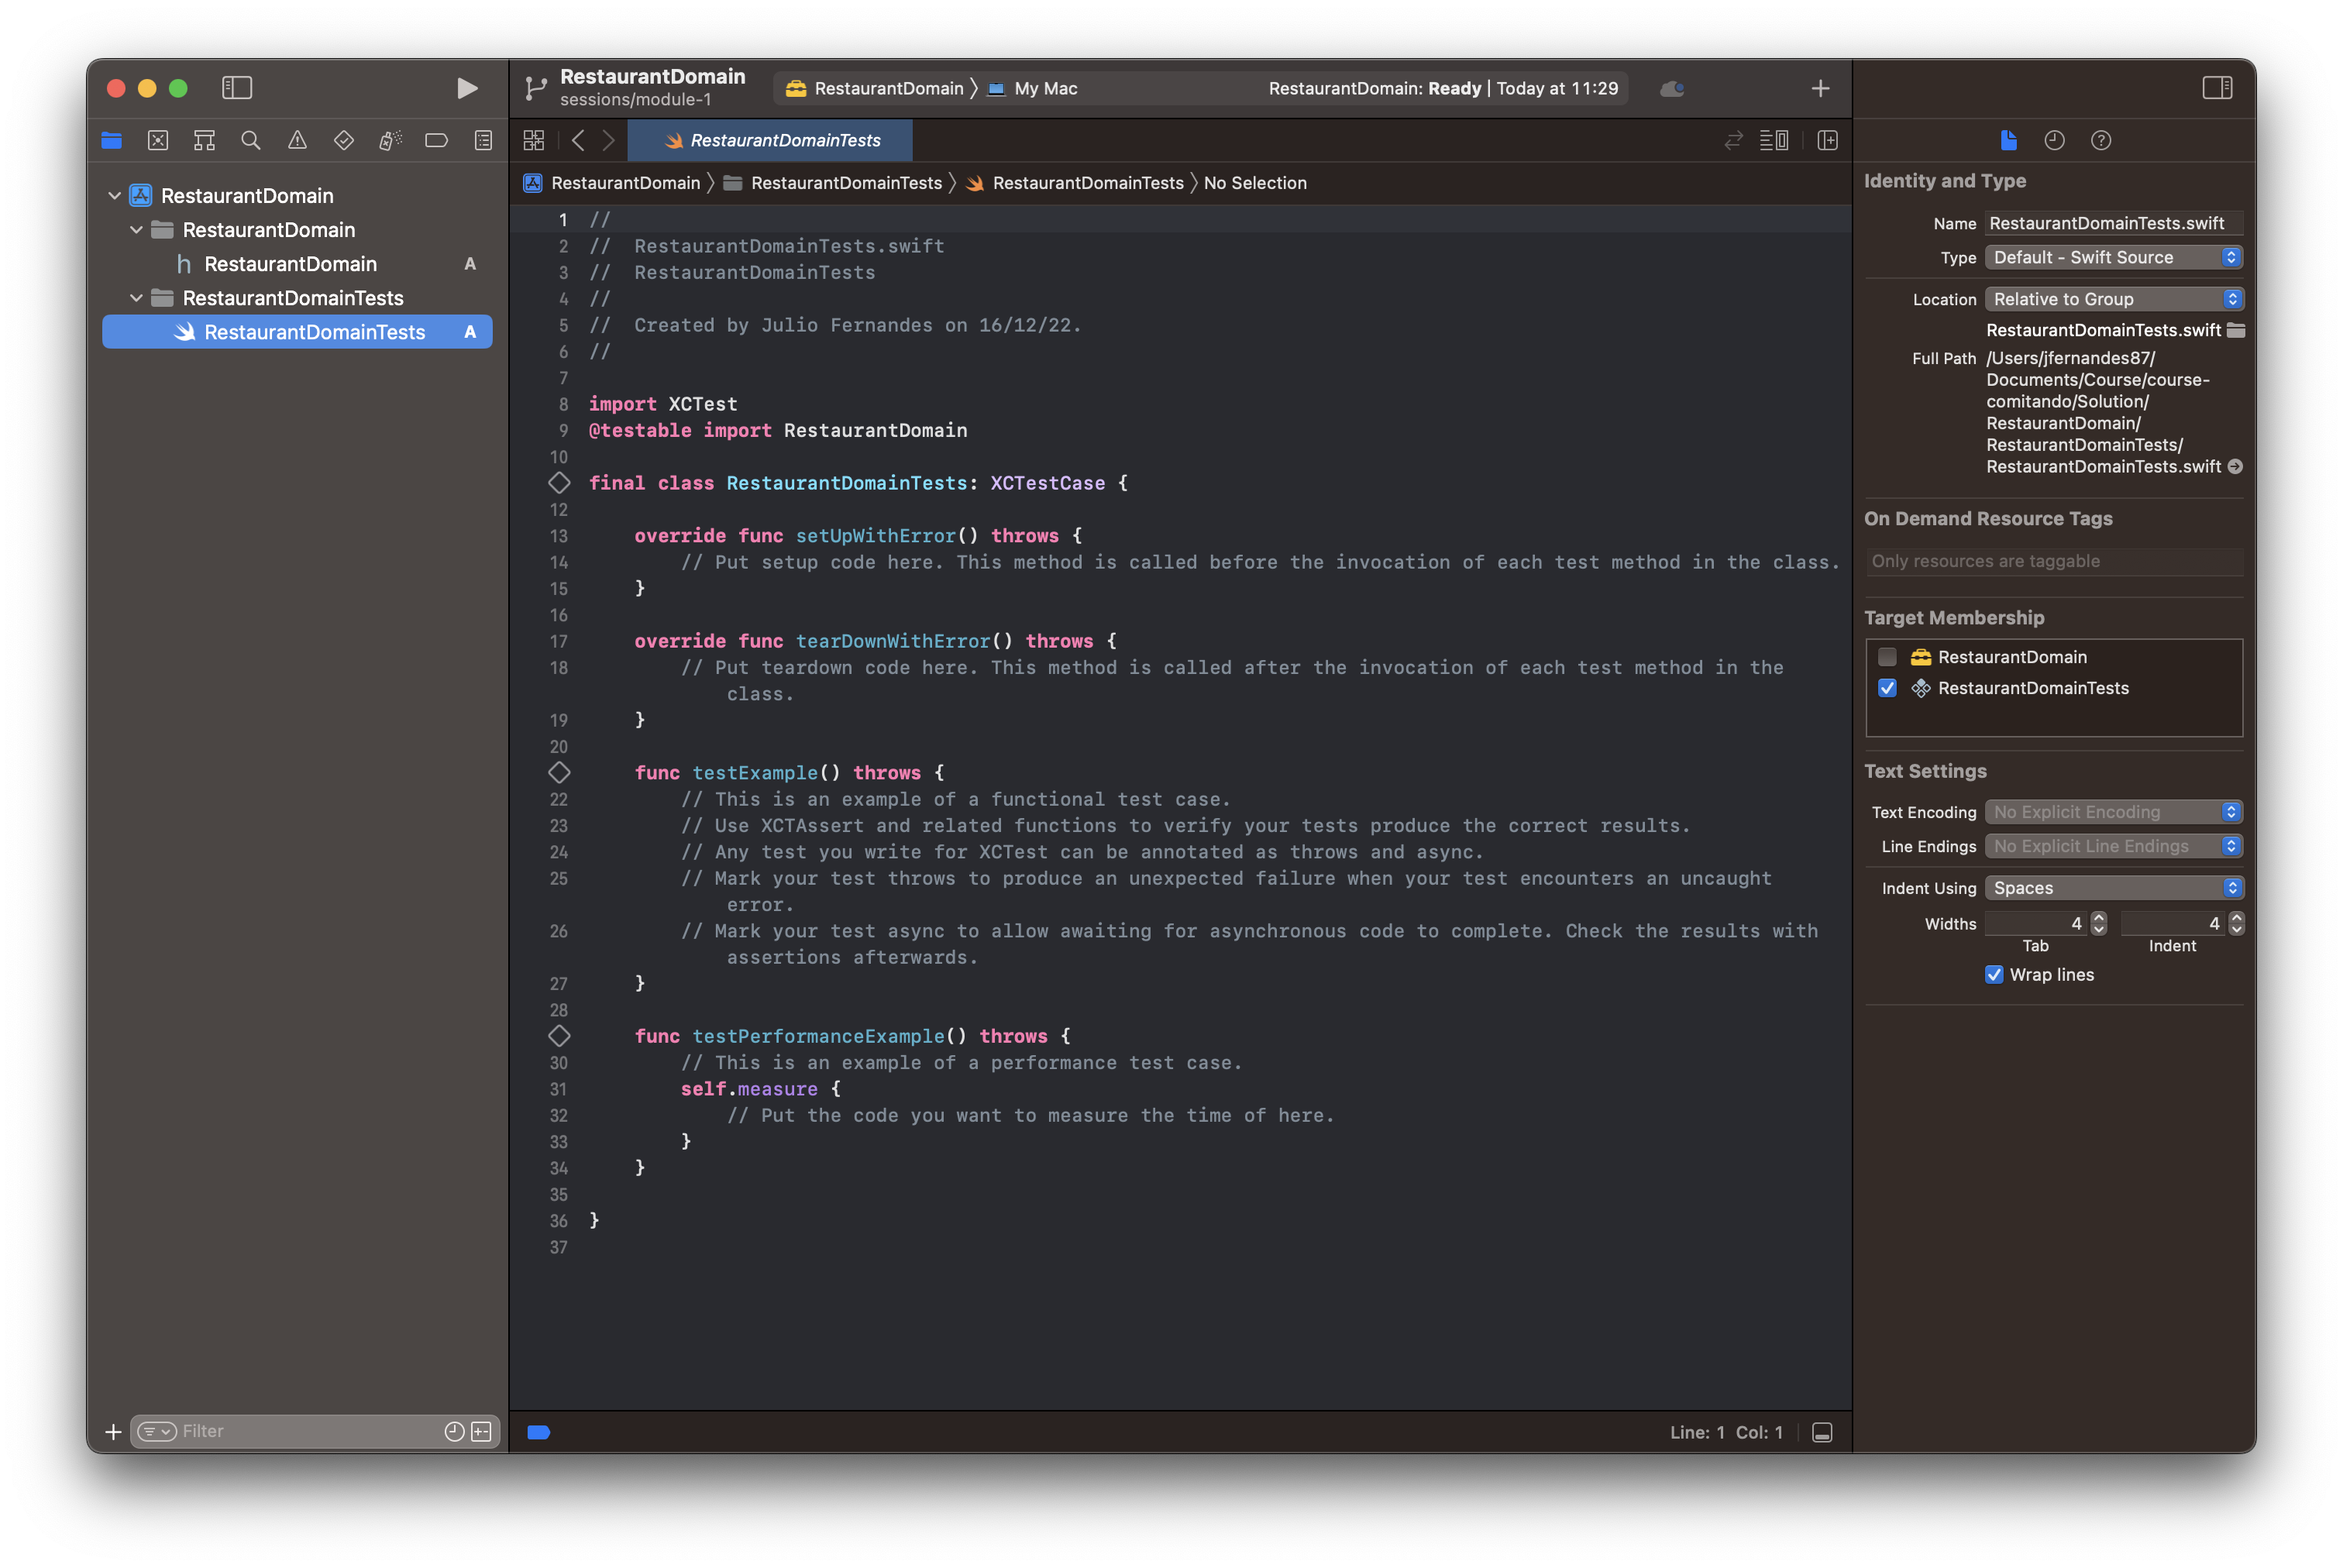 RestaurantDomain
sessions/module-1
RestaurantDomain
My Mac
RestaurantDomain: Ready | Today at 11:29
RestaurantDomain
RestaurantDomain
h RestaurantDomain A
RestaurantDomainTests
RestaurantDomainTests A
Filter
RestaurantDomainTests
RestaurantDomain
RestaurantDomainTests
RestaurantDomainTests
No Selection
1 //
2 //  RestaurantDomainTests.swift
3 //  RestaurantDomainTests
4 //
5 //  Created by Julio Fernandes on 16/12/22.
6 //
7
8 import XCTest
9 @testable import RestaurantDomain
10
final class RestaurantDomainTests: XCTestCase {
12
13 override func setUpWithError() throws {
14 // Put setup code here. This method is called before the invocation of each test method in the class.
15 }
16
17 override func tearDownWithError() throws {
18 // Put teardown code here. This method is called after the invocation of each test method in the
class.
19 }
20
func testExample() throws {
22 // This is an example of a functional test case.
23 // Use XCTAssert and related functions to verify your tests produce the correct results.
24 // Any test you write for XCTest can be annotated as throws and async.
25 // Mark your test throws to produce an unexpected failure when your test encounters an uncaught
error.
26 // Mark your test async to allow awaiting for asynchronous code to complete. Check the results with
assertions afterwards.
27 }
28
func testPerformanceExample() throws {
30 // This is an example of a performance test case.
31 self.measure {
32 // Put the code you want to measure the time of here.
33 }
34 }
35
36 }
37
Line: 1 Col: 1
Identity and Type
Name RestaurantDomainTests.swift
Type Default - Swift Source
Location Relative to Group
RestaurantDomainTests.swift
Full Path /Users/jfernandes87/
Documents/Course/course-
comitando/Solution/
RestaurantDomain/
RestaurantDomainTests/
RestaurantDomainTests.swift
On Demand Resource Tags
Only resources are taggable
Target Membership
RestaurantDomain
RestaurantDomainTests
Text Settings
Text Encoding No Explicit Encoding
Line Endings No Explicit Line Endings
Indent Using Spaces
Widths 4 4
Tab Indent
Wrap lines